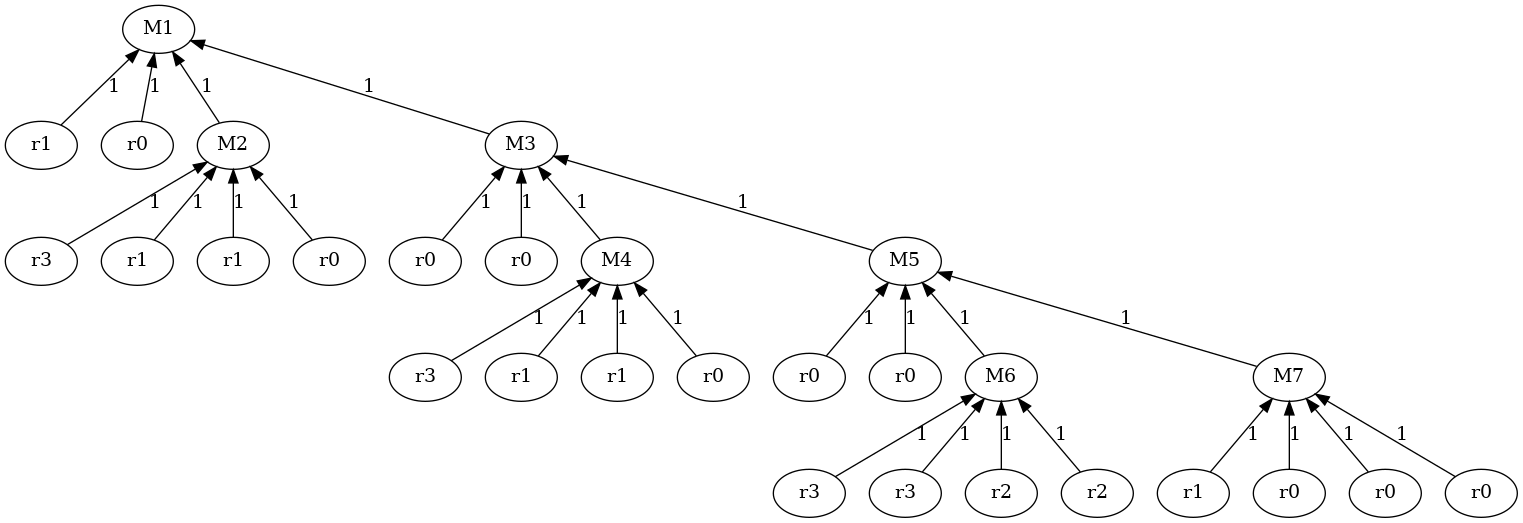 M1
1 1 1 1
r1 r0 M2 M3
1 1 1 1 1 1 1 1
r3 r1 r1 r0 r0 r0 M4 M5
1 1 1 1 1 1 1 1
r3 r1 r1 r0 r0 r0 M6 M7
1 1 1 1 1 1 1 1
r3 r3 r2 r2 r1 r0 r0 r0